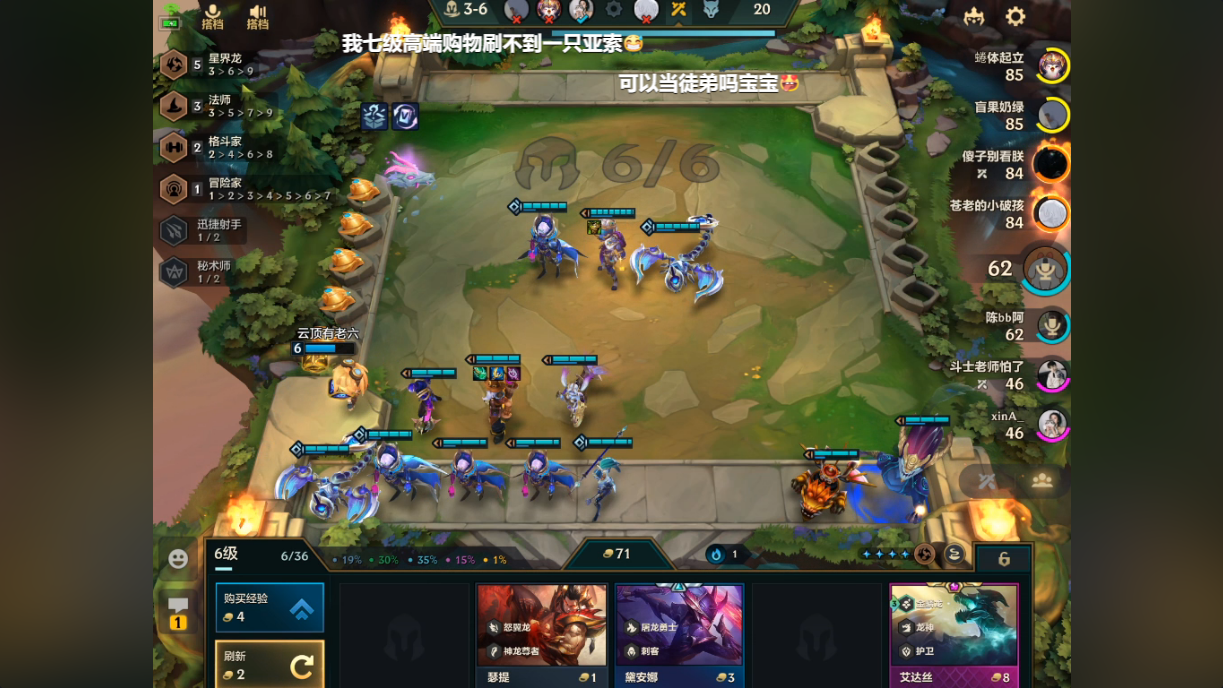 3-6
20
搭档
搭档
我七级高端购物刷不到一只亚索😁
可以当徒弟吗宝宝🥰
5 星界龙
3 > 6 > 9
3 法师
3 > 5 > 7 > 9
2 格斗家
2 > 4 > 6 > 8
1 冒险家
1 > 2 > 3 > 4 > 5 > 6 > 7
迅捷射手
1 / 2
秘术师
1 / 2
6/6
蜷体起立
85
盲果奶绿
85
傻子别看朕
84
苍老的小破孩
84
62
陈bb阿
62
斗士老师怕了
46
xinA_
46
云顶有老六
6
6级
6/36
19% 30% 35% 15% 1%
71
1
6
购买经验
4
刷新
2
1
怒翼龙
神龙尊者
瑟提 1
屠龙勇士
刺客
黛安娜 3
3
龙神
护卫
艾达丝 8